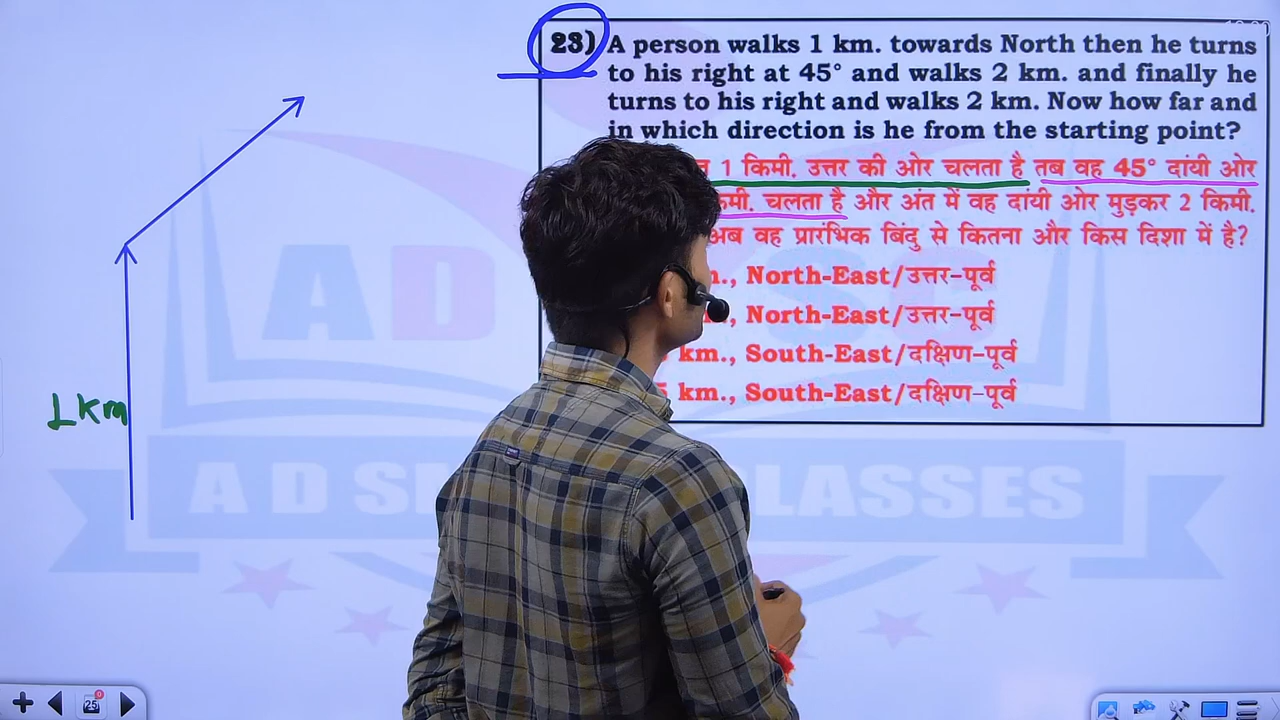 23) A person walks 1 km. towards North then he turns
to his right at 45° and walks 2 km. and finally he
turns to his right and walks 2 km. Now how far and
in which direction is he from the starting point?
1 किमी. उत्तर की ओर चलता है तब वह 45° दांयी ओर
चलता है और अंत में वह दांयी ओर मुड़कर 2 किमी.
अब वह प्रारंभिक बिंदु से कितना और किस दिशा में है?
North-East/उत्तर-पूर्व
North-East/उत्तर-पूर्व
km., South-East/दक्षिण-पूर्व
km., South-East/दक्षिण-पूर्व
1 km
25